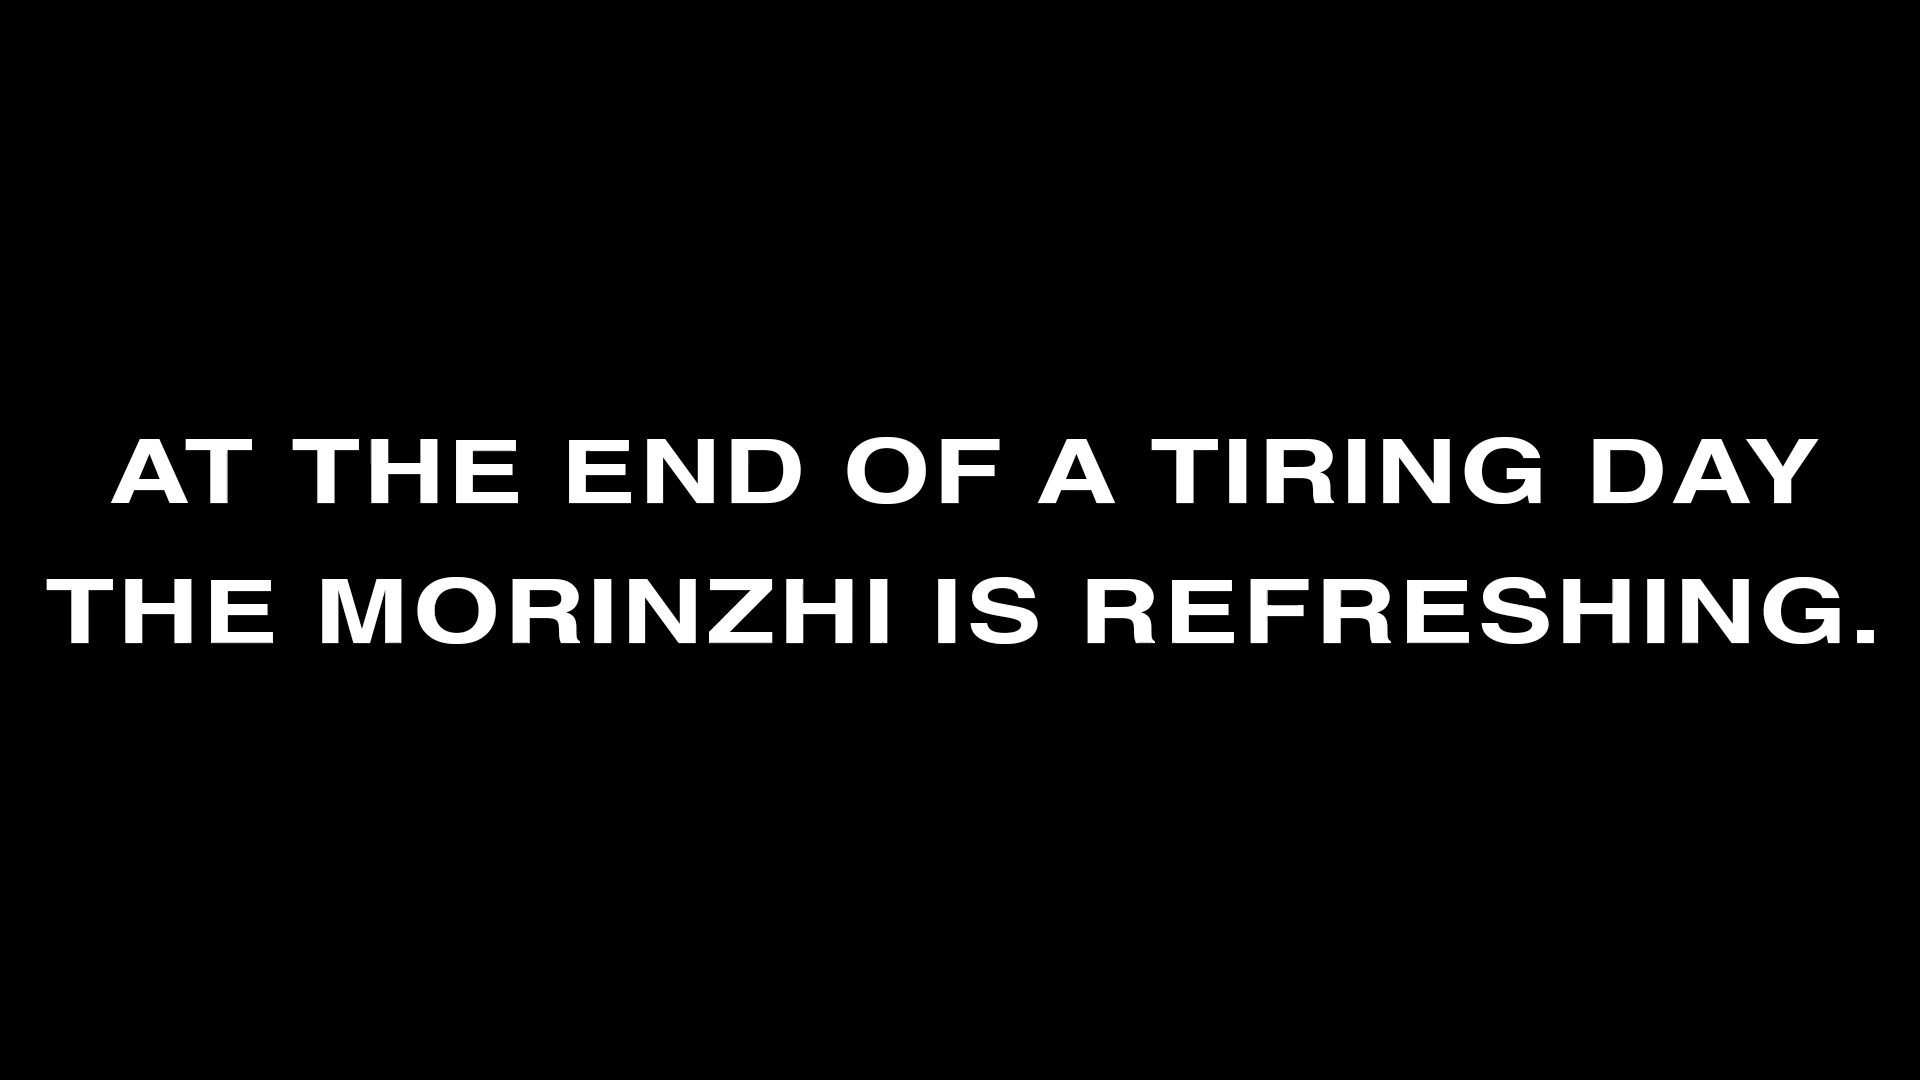 AT THE END OF A TIRING DAY
THE MORINZHI IS REFRESHING.